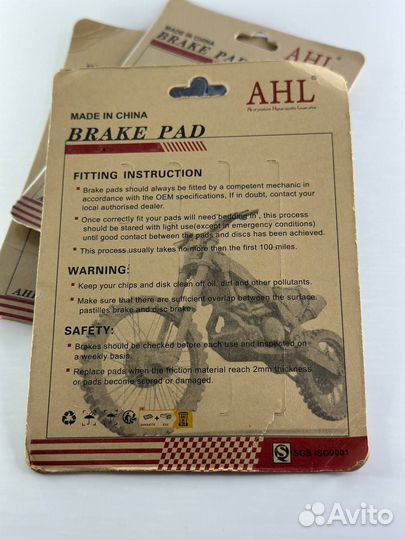 MADE IN CHINA
BRAKE PAD
AHL®
MADE IN CHINA
BRAKE PAD
AHL®
FITTING INSTRUCTION
• Brake pads should always be fitted by a competent mechanic in
accordance with the OEM specifications, If in doubt, contact your
local authorised dealer.
• Once correctly fit your pads will need bedding in, this process
should be stared with light use(except in emergency conditions)
until good contact between the pads and discs has been achieved.
• This process usually takes no more than the first 100 miles.
WARNING:
• Keep your chips and disk clean off oil, dirt and other pollutants.
• Make sure that there are sufficient overlap between the surface
pastilles brake and disc brake.
SAFETY:
• Brakes should be checked before each use and inspected on
a weekly basis.
• Replace pads when the friction material reach 2mm thickness
or pads become scored or damaged.
SGS ISO9001
Avito